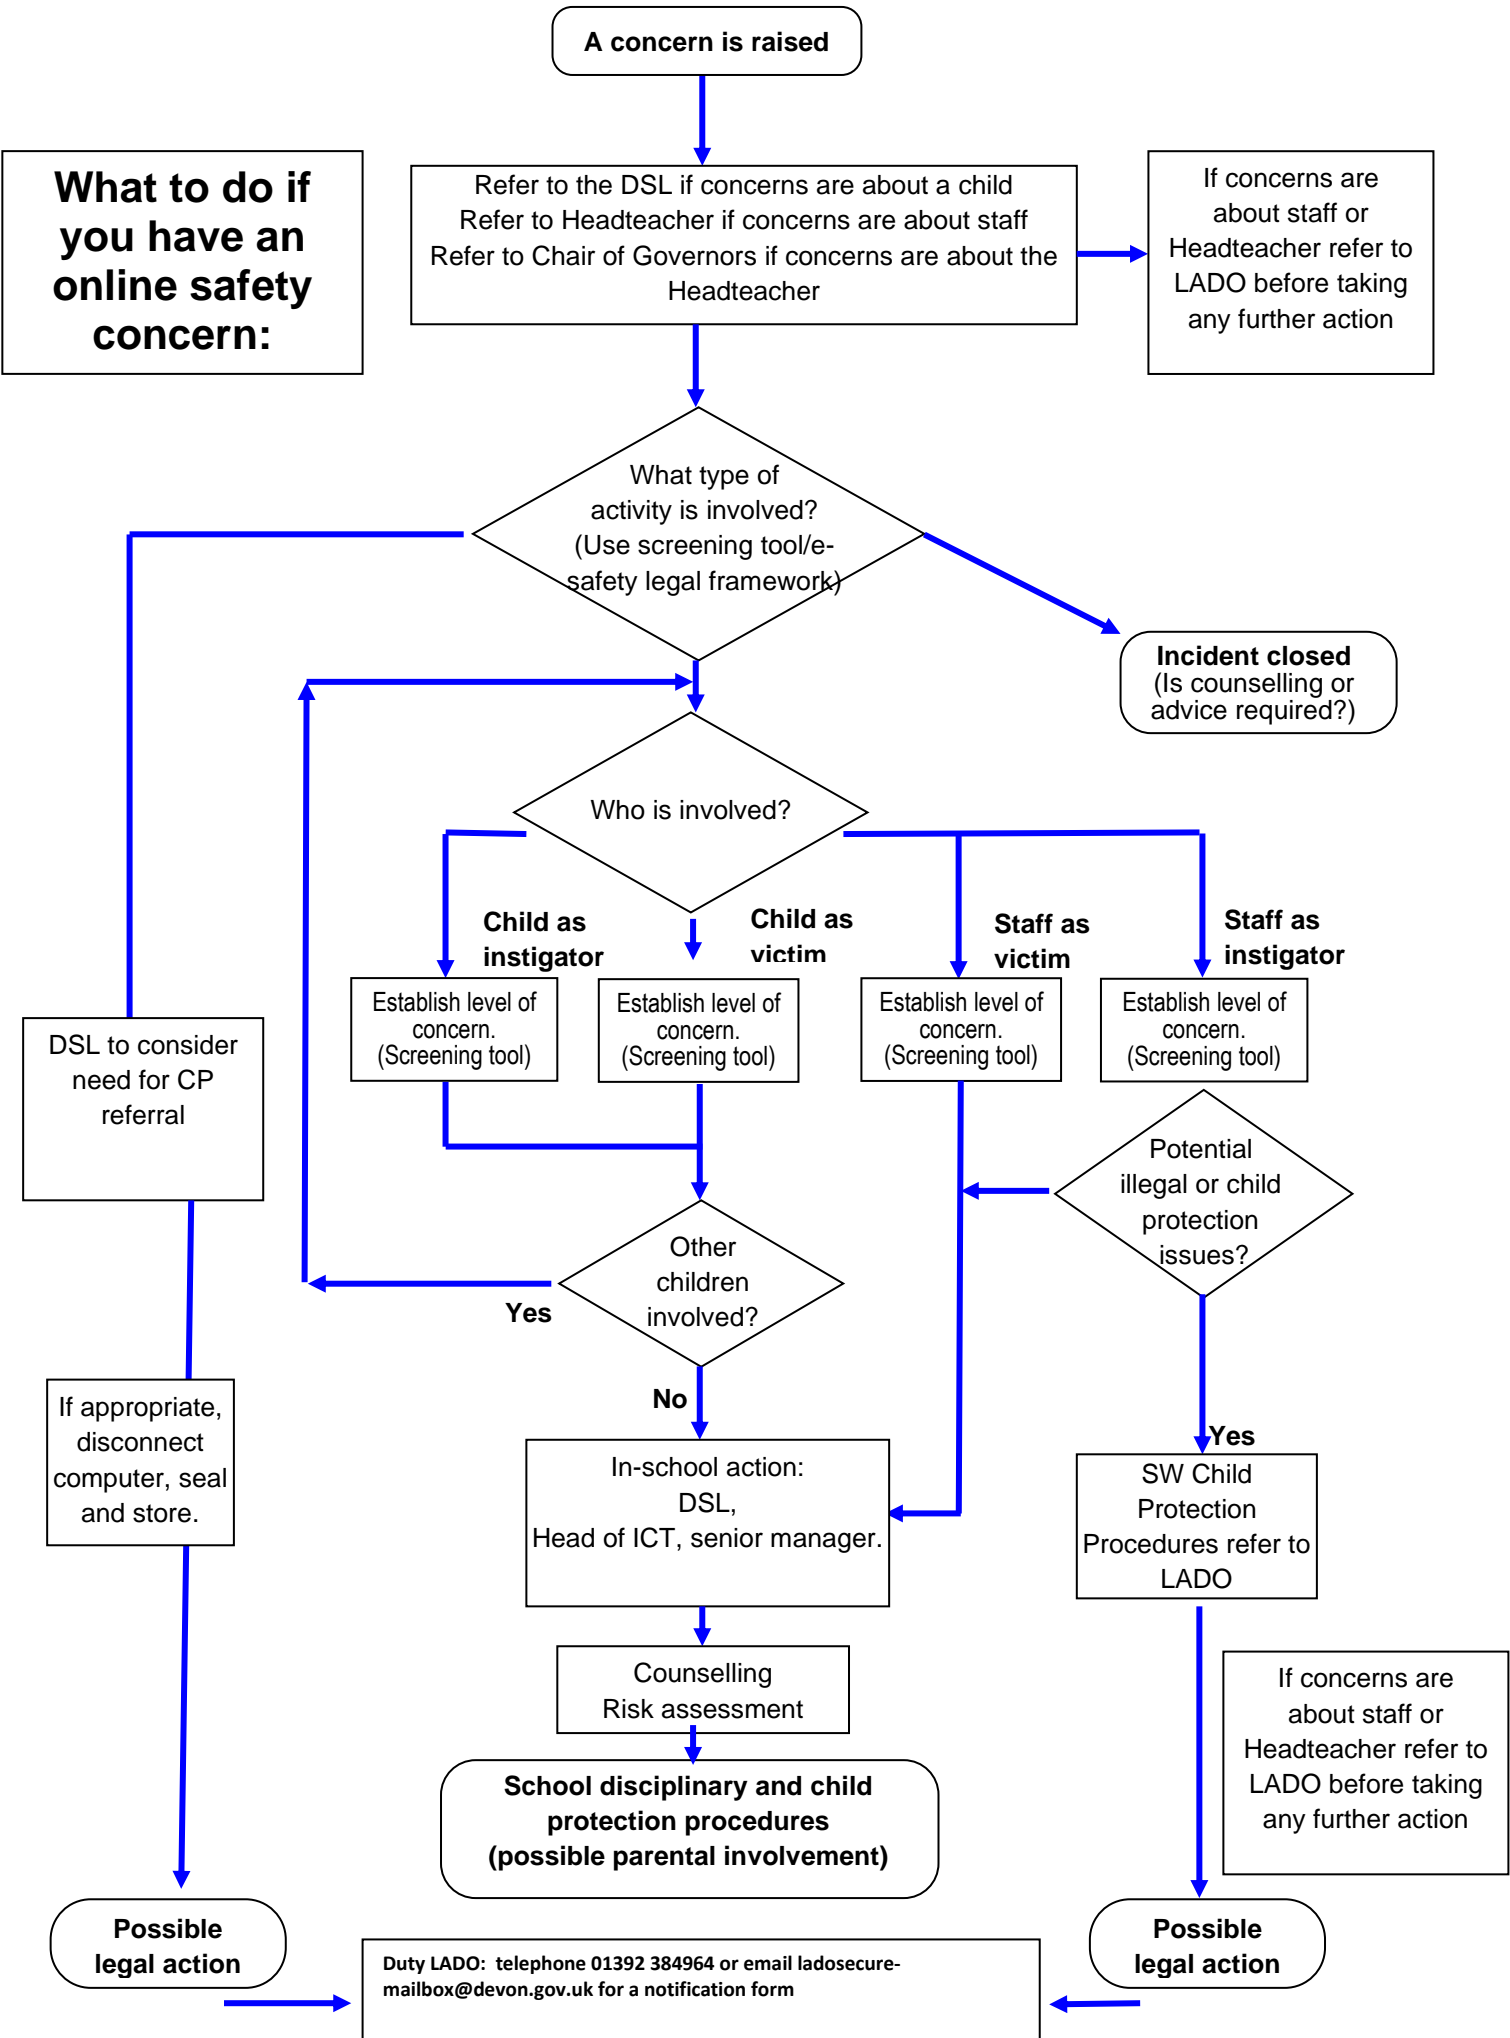 A concern is raised
What to do if
you have an
online safety
concern:
Refer to the DSL if concerns are about a child
Refer to Headteacher if concerns are about staff
Refer to Chair of Governors if concerns are about the
Headteacher
If concerns are
about staff or
Headteacher refer to
LADO before taking
any further action
What type of
activity is involved?
(Use screening tool/e-
safety legal framework)
Incident closed
(Is counselling or
advice required?)
Who is involved?
Child as
instigator
Child as
victim
Staff as
victim
Staff as
instigator
Establish level of
concern.
(Screening tool)
Establish level of
concern.
(Screening tool)
Establish level of
concern.
(Screening tool)
Establish level of
concern.
(Screening tool)
DSL to consider
need for CP
referral
Potential
illegal or child
protection
issues?
Other
children
involved?
Yes
No
If appropriate,
disconnect
computer, seal
and store.
In-school action:
DSL,
Head of ICT, senior manager.
Yes
SW Child
Protection
Procedures refer to
LADO
Counselling
Risk assessment
If concerns are
about staff or
Headteacher refer to
LADO before taking
any further action
School disciplinary and child
protection procedures
(possible parental involvement)
Possible
legal action
Possible
legal action
Duty LADO:  telephone 01392 384964 or email ladosecure-
mailbox@devon.gov.uk for a notification form